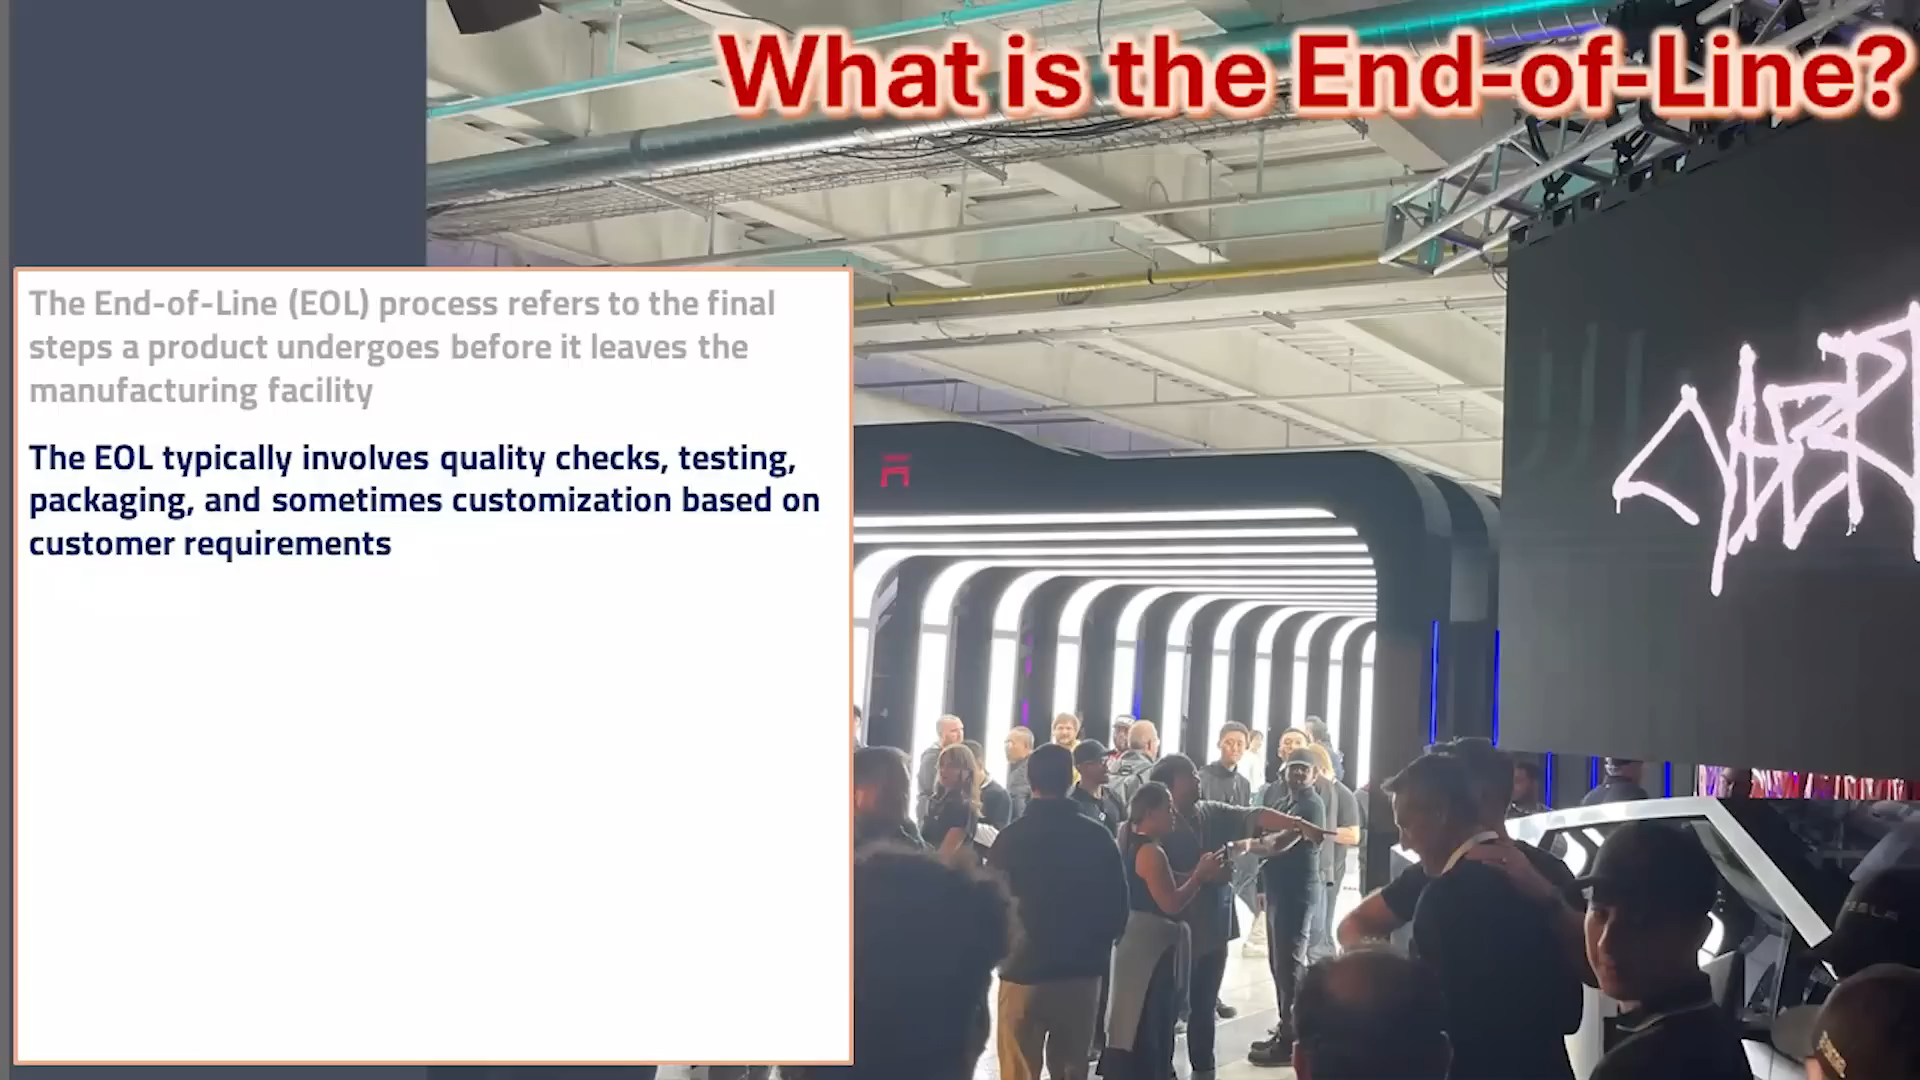 What is the End-of-Line?
The End-of-Line (EOL) process refers to the final
steps a product undergoes before it leaves the
manufacturing facility
The EOL typically involves quality checks, testing,
packaging, and sometimes customization based on
customer requirements
CYBER